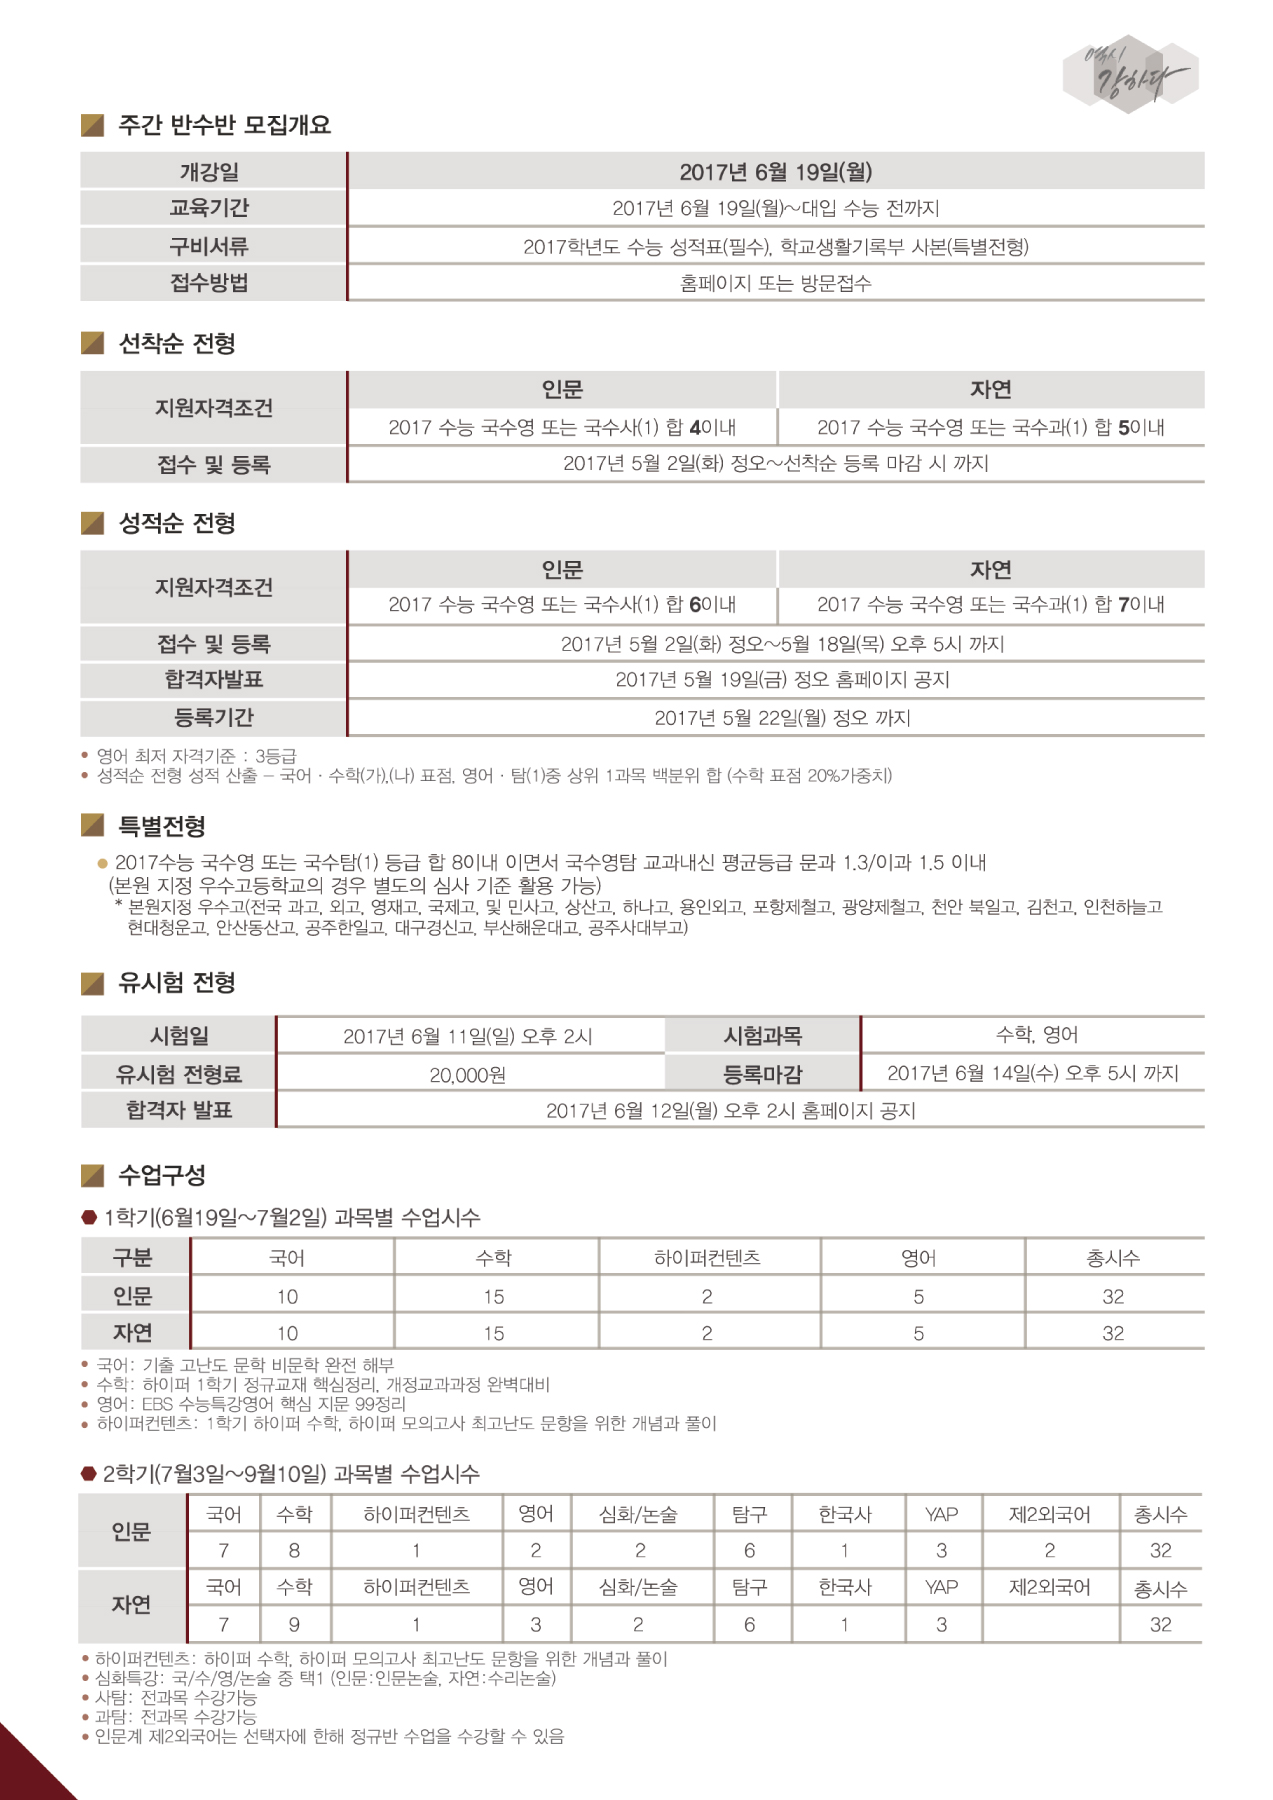 역시
강하다
주간 반수반 모집개요
개강일 2017년 6월 19일(월)
교육기간 2017년 6월 19일(월)~대입 수능 전까지
구비서류 2017학년도 수능 성적표(필수), 학교생활기록부 사본(특별전형)
접수방법 홈페이지 또는 방문접수
선착순 전형
지원자격조건 인문 자연
2017 수능 국수영 또는 국수사(1) 합 4이내 2017 수능 국수영 또는 국수과(1) 합 5이내
접수 및 등록 2017년 5월 2일(화) 정오~선착순 등록 마감 시 까지
성적순 전형
지원자격조건 인문 자연
2017 수능 국수영 또는 국수사(1) 합 6이내 2017 수능 국수영 또는 국수과(1) 합 7이내
접수 및 등록 2017년 5월 2일(화) 정오~5월 18일(목) 오후 5시 까지
합격자발표 2017년 5월 19일(금) 정오 홈페이지 공지
등록기간 2017년 5월 22일(월) 정오 까지
• 영어 최저 자격기준 : 3등급
• 성적순 전형 성적 산출 – 국어 · 수학(가),(나) 표점, 영어 · 탐(1)중 상위 1과목 백분위 합 (수학 표점 20%가중치)
특별전형
● 2017수능 국수영 또는 국수탐(1) 등급 합 8이내 이면서 국수영탐 교과내신 평균등급 문과 1.3/이과 1.5 이내
(본원 지정 우수고등학교의 경우 별도의 심사 기준 활용 가능)
* 본원지정 우수고(전국 과고, 외고, 영재고, 국제고, 및 민사고, 상산고, 하나고, 용인외고, 포항제철고, 광양제철고, 천안 북일고, 김천고, 인천하늘고
현대청운고, 안산동산고, 공주한일고, 대구경신고, 부산해운대고, 공주사대부고)
유시험 전형
시험일 2017년 6월 11일(일) 오후 2시 시험과목 수학, 영어
유시험 전형료 20,000원 등록마감 2017년 6월 14일(수) 오후 5시 까지
합격자 발표 2017년 6월 12일(월) 오후 2시 홈페이지 공지
수업구성
1학기(6월19일~7월2일) 과목별 수업시수
구분 국어 수학 하이퍼컨텐츠 영어 총시수
인문 10 15 2 5 32
자연 10 15 2 5 32
• 국어: 기출 고난도 문학 비문학 완전 해부
• 수학: 하이퍼 1학기 정규교재 핵심정리, 개정교과과정 완벽대비
• 영어: EBS 수능특강영어 핵심 지문 99정리
• 하이퍼컨텐츠: 1학기 하이퍼 수학, 하이퍼 모의고사 최고난도 문항을 위한 개념과 풀이
2학기(7월3일~9월10일) 과목별 수업시수
인문 국어 수학 하이퍼컨텐츠 영어 심화/논술 탐구 한국사 YAP 제2외국어 총시수
7 8 1 2 2 6 1 3 2 32
자연 국어 수학 하이퍼컨텐츠 영어 심화/논술 탐구 한국사 YAP 제2외국어 총시수
7 9 1 3 2 6 1 3 32
• 하이퍼컨텐츠: 하이퍼 수학, 하이퍼 모의고사 최고난도 문항을 위한 개념과 풀이
• 심화특강: 국/수/영/논술 중 택1 (인문:인문논술, 자연:수리논술)
• 사탐: 전과목 수강가능
• 과탐: 전과목 수강가능
• 인문계 제2외국어는 선택자에 한해 정규반 수업을 수강할 수 있음